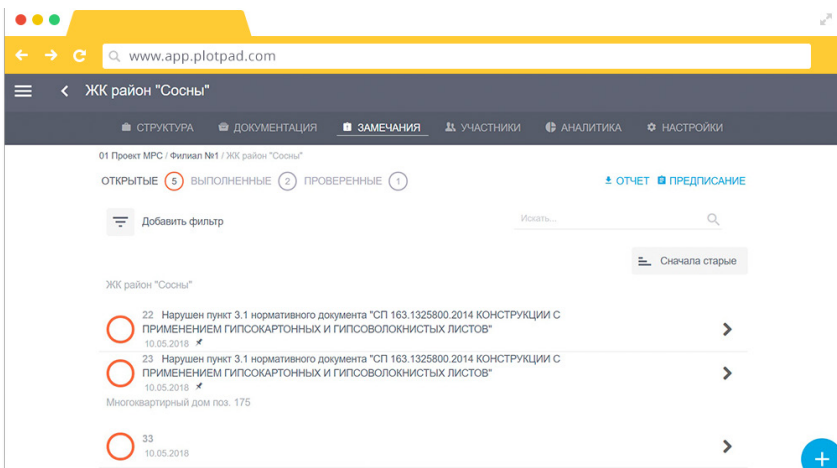 www.app.plotpad.com
ЖК район "Сосны"
СТРУКТУРА ДОКУМЕНТАЦИЯ ЗАМЕЧАНИЯ УЧАСТНИКИ АНАЛИТИКА НАСТРОЙКИ
01 Проект МРС / Филиал №1 / ЖК район "Сосны"
ОТКРЫТЫЕ 5 ВЫПОЛНЕННЫЕ 2 ПРОВЕРЕННЫЕ 1 ОТЧЕТ ПРЕДПИСАНИЕ
Добавить фильтр Искать...
Сначала старые
ЖК район "Сосны"
22 Нарушен пункт 3.1 нормативного документа "СП 163.1325800.2014 КОНСТРУКЦИИ С
ПРИМЕНЕНИЕМ ГИПСОКАРТОННЫХ И ГИПСОВОЛОКНИСТЫХ ЛИСТОВ"
10.05.2018
23 Нарушен пункт 3.1 нормативного документа "СП 163.1325800.2014 КОНСТРУКЦИИ С
ПРИМЕНЕНИЕМ ГИПСОКАРТОННЫХ И ГИПСОВОЛОКНИСТЫХ ЛИСТОВ"
10.05.2018
Многоквартирный дом поз. 175
33
10.05.2018